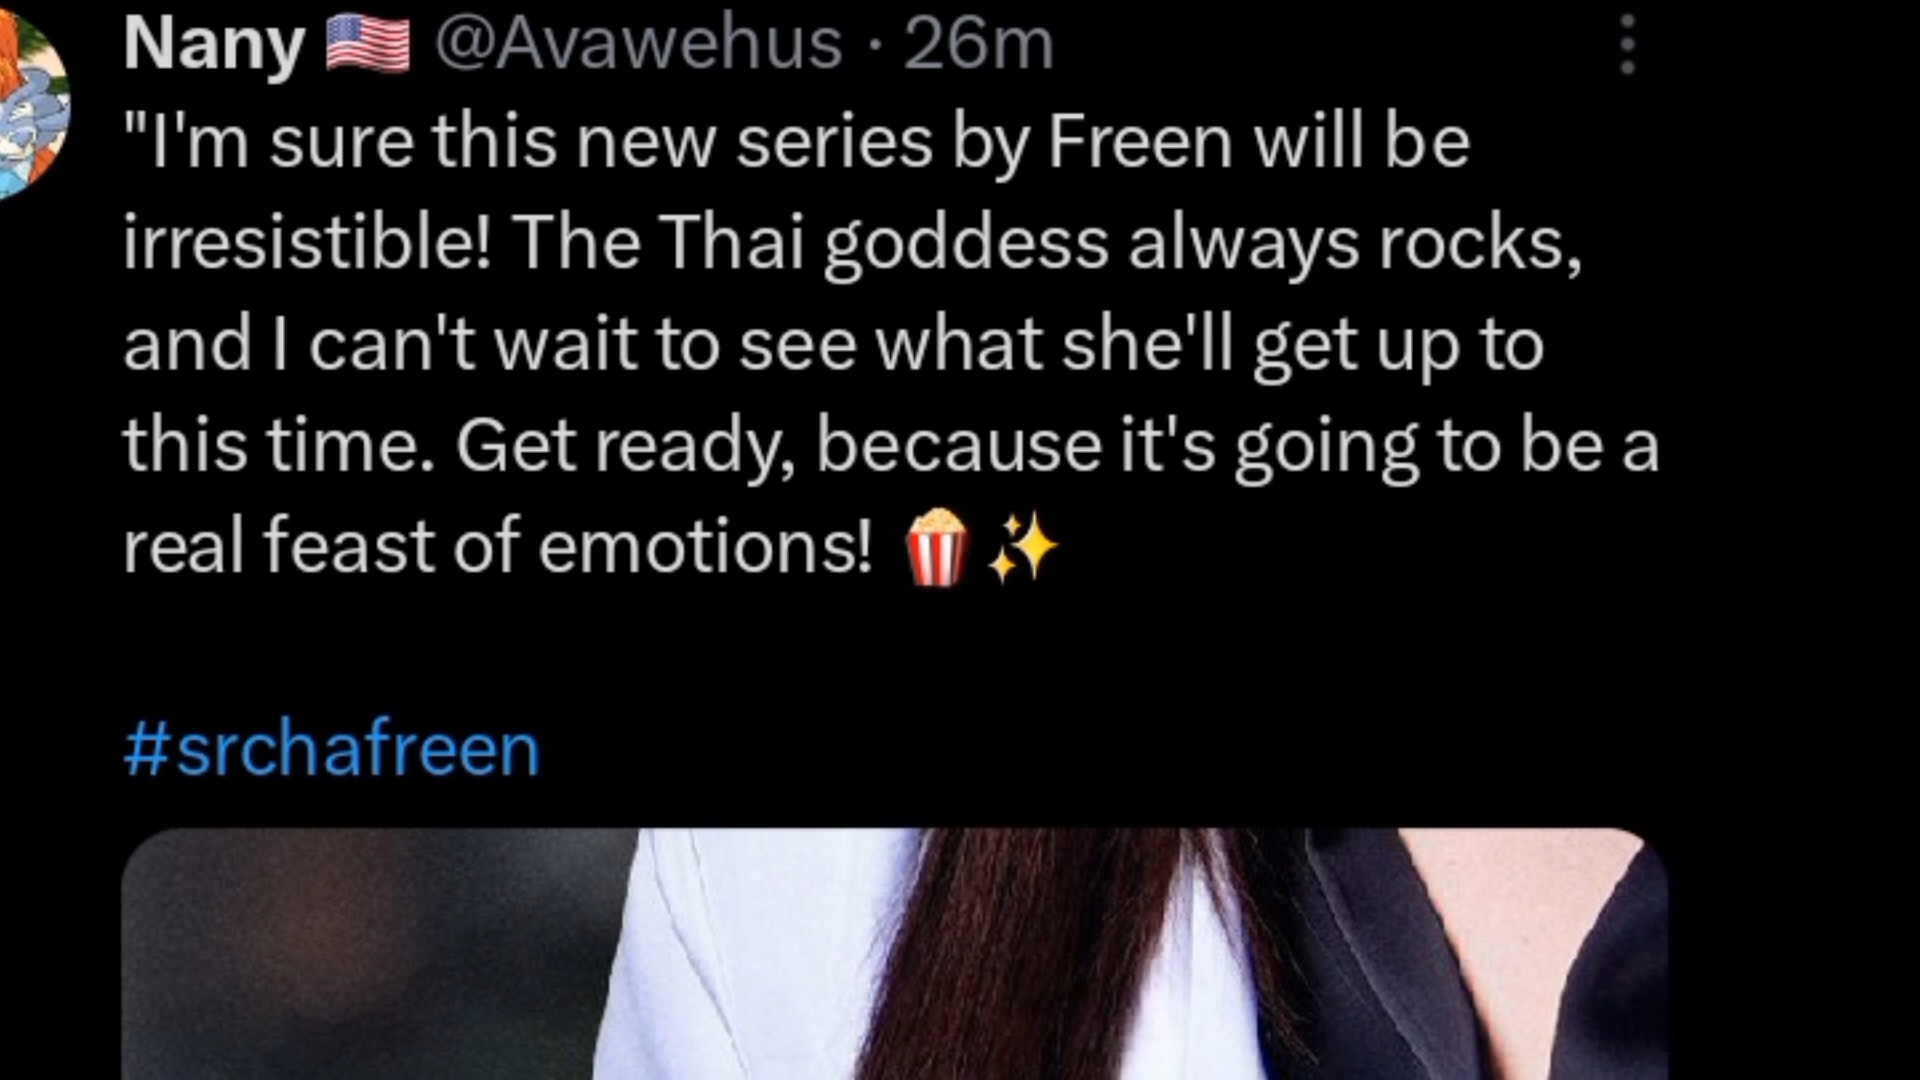 Nany 🇺🇸 @Avawehus · 26m
"I'm sure this new series by Freen will be
irresistible! The Thai goddess always rocks,
and I can't wait to see what she'll get up to
this time. Get ready, because it's going to be a
real feast of emotions! 🍿✨
#srchafreen